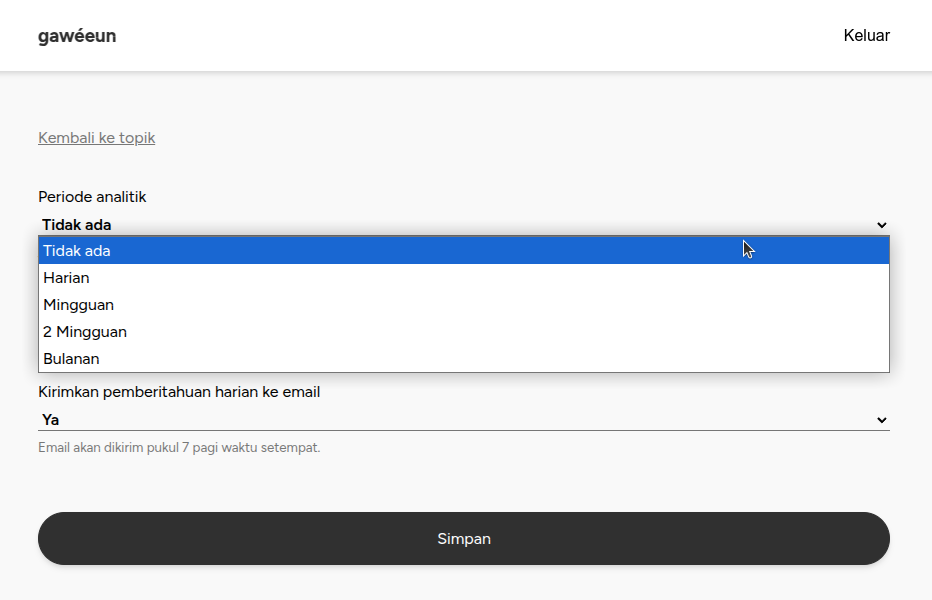 gawéeun
Keluar
Kembali ke topik
Periode analitik
Tidak ada
Tidak ada
Harian
Mingguan
2 Mingguan
Bulanan
Kirimkan pemberitahuan harian ke email
Ya
Email akan dikirim pukul 7 pagi waktu setempat.
Simpan